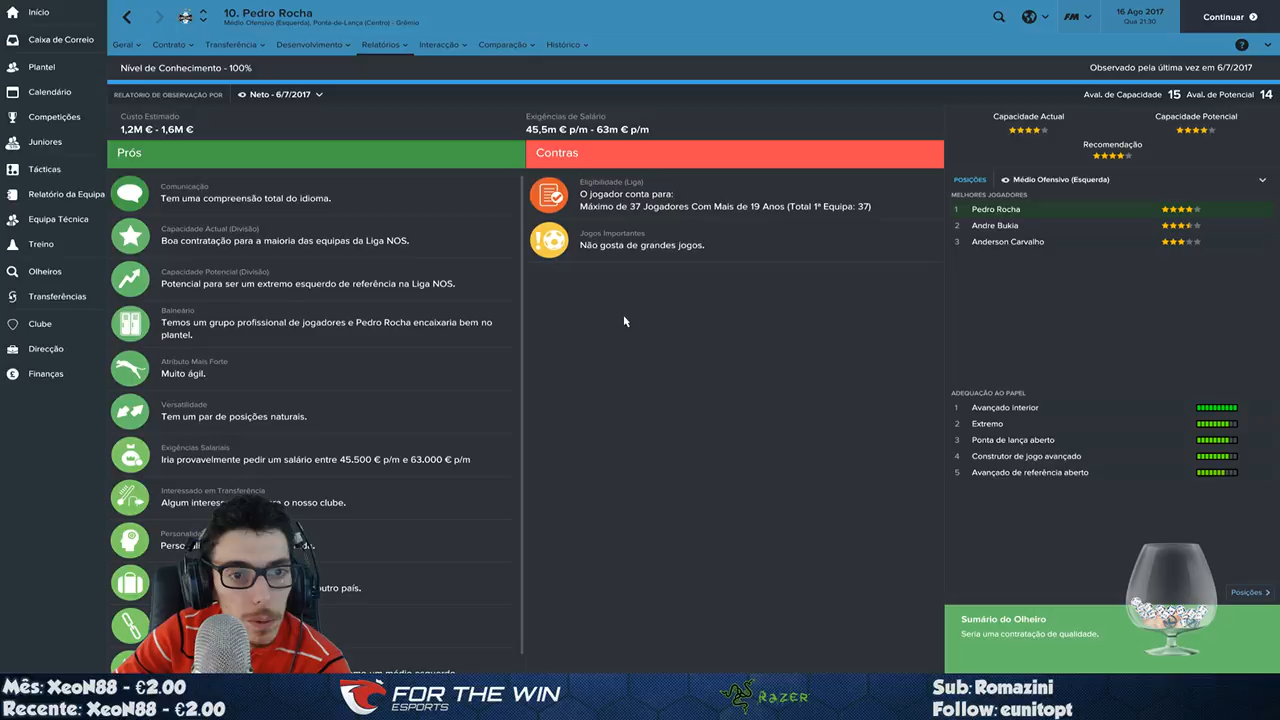 Início
Caixa de Correio
Plantel
Calendário
Competições
Juniores
Tácticas
Relatório da Equipa
Equipa Técnica
Treino
Olheiros
Transferências
Clube
Direcção
Finanças
10. Pedro Rocha
Médio Ofensivo (Esquerda), Ponta-de-Lança (Centro) - Grêmio
FM
16 Ago 2017
Qua 21:30
Continuar
Geral
Contrato
Transferência
Desenvolvimento
Relatórios
Interacção
Comparação
Histórico
?
Nível de Conhecimento - 100%
Observado pela última vez em 6/7/2017
RELATÓRIO DE OBSERVAÇÃO POR
Neto - 6/7/2017
Aval. de Capacidade 15 Aval. de Potencial 14
Custo Estimado
1,2M € - 1,6M €
Exigências de Salário
45,5m € p/m - 63m € p/m
Prós
Comunicação
Tem uma compreensão total do idioma.
Capacidade Actual (Divisão)
Boa contratação para a maioria das equipas da Liga NOS.
Capacidade Potencial (Divisão)
Potencial para ser um extremo esquerdo de referência na Liga NOS.
Balneário
Temos um grupo profissional de jogadores e Pedro Rocha encaixaria bem no
plantel.
Atributo Mais Forte
Muito ágil.
Versatilidade
Tem um par de posições naturais.
Exigências Salariais
Iria provavelmente pedir um salário entre 45.500 € p/m e 63.000 € p/m
Interessado em Transferência
Algum o nosso clube.
outro país.
Contras
Eligibilidade (Liga)
O jogador conta para:
Máximo de 37 Jogadores Com Mais de 19 Anos (Total 1ª Equipa: 37)
Jogos Importantes
Não gosta de grandes jogos.
Capacidade Actual
Capacidade Potencial
Recomendação
POSIÇÕES
Médio Ofensivo (Esquerda)
MELHORES JOGADORES
1 Pedro Rocha
2 Andre Bukia
3 Anderson Carvalho
ADEQUAÇÃO AO PAPEL
1 Avançado interior
2 Extremo
3 Ponta de lança aberto
4 Construtor de jogo avançado
5 Avançado de referência aberto
Posições
Sumário do Olheiro
Seria uma contratação de qualidade.
Mês: XeoN88 - €2.00
Recente: XeoN88 - €2.00
FOR THE WIN
ESPORTS
RAZER
Sub: Romazini
Follow: eunitopt